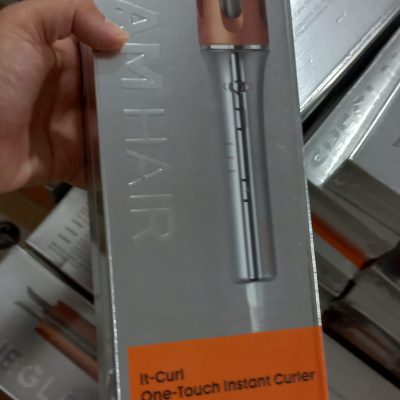 AM HAIR
It-Curl
One-Touch Instant Curler